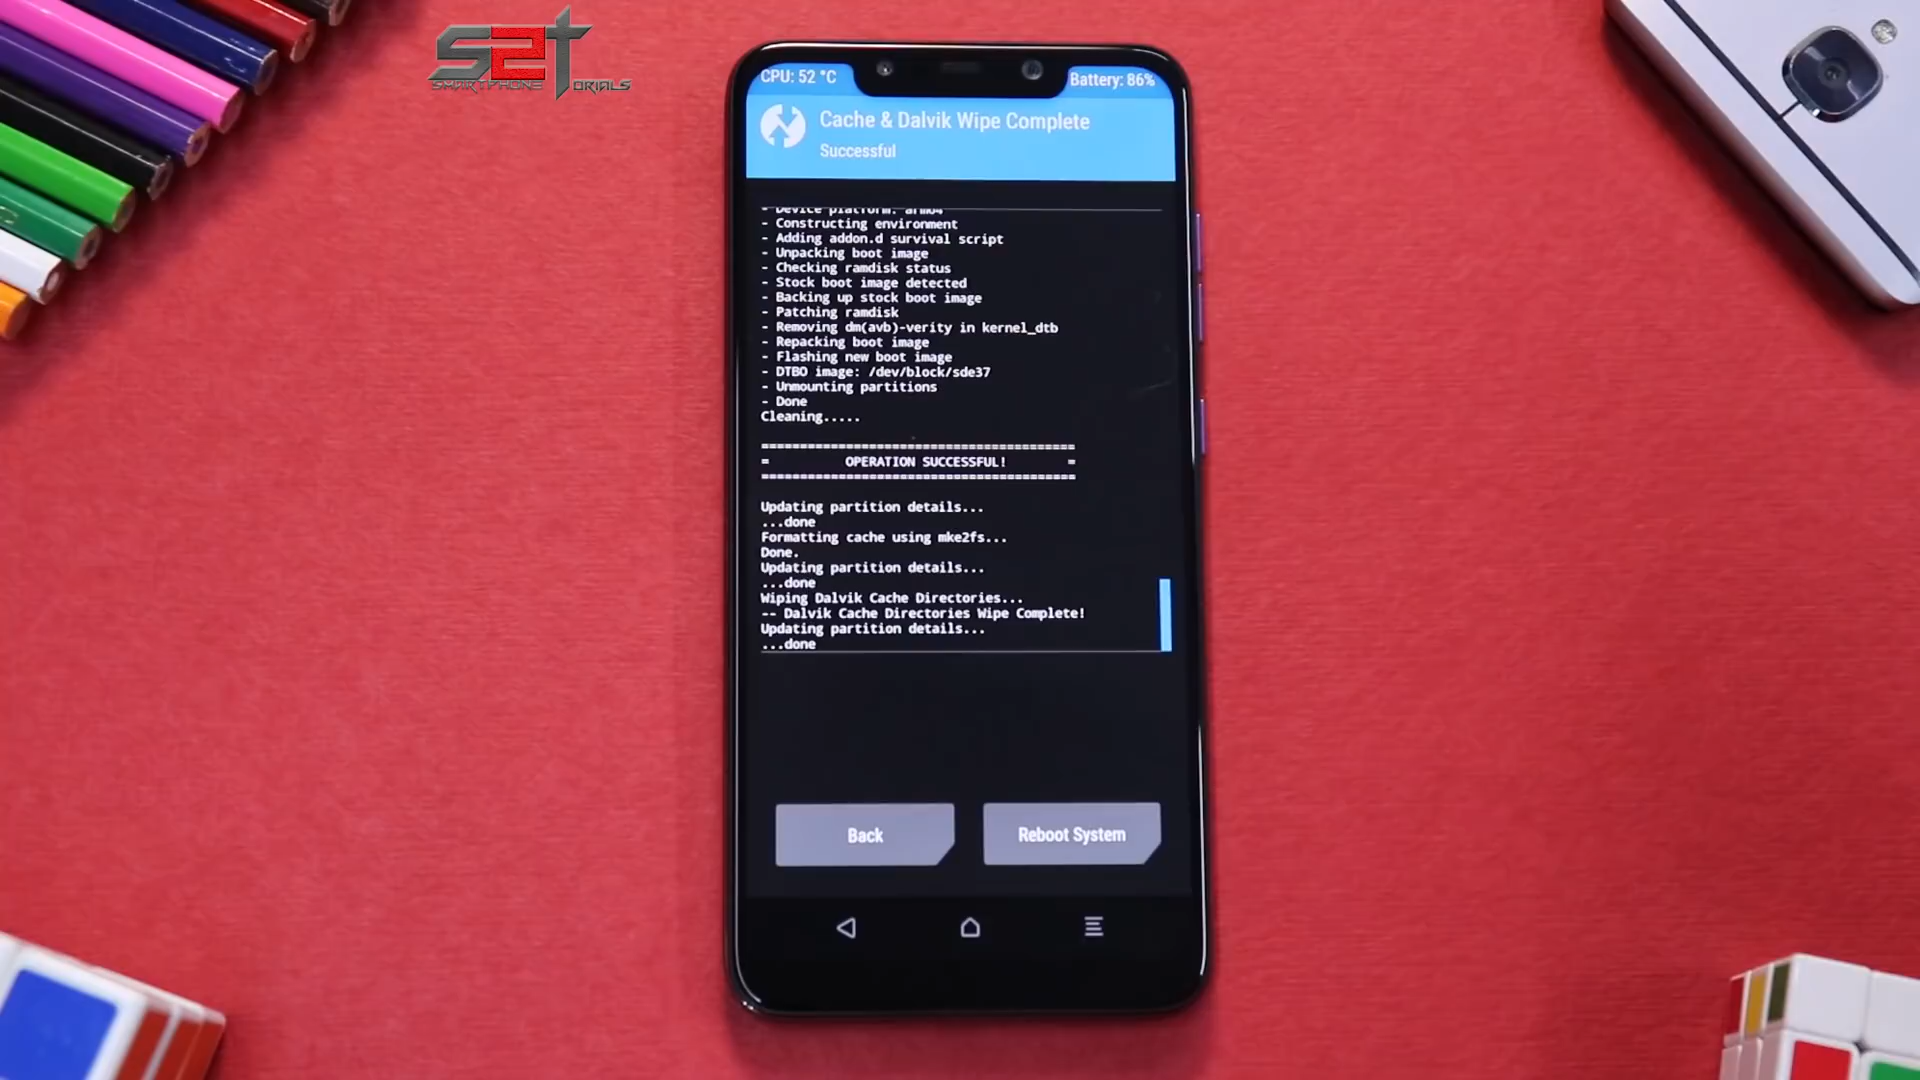 S2T
SMARTPHONE TORIALS
CPU: 52 °C
Battery: 86%
Cache & Dalvik Wipe Complete
Successful
- Device platform: arm64
- Constructing environment
- Adding addon.d survival script
- Unpacking boot image
- Checking ramdisk status
- Stock boot image detected
- Backing up stock boot image
- Patching ramdisk
- Removing dm(avb)-verity in kernel_dtb
- Repacking boot image
- Flashing new boot image
- DTBO image: /dev/block/sde37
- Unmounting partitions
- Done
Cleaning.....
=========================================
= OPERATION SUCCESSFUL! =
=========================================
Updating partition details...
...done
Formatting cache using mke2fs...
Done.
Updating partition details...
...done
Wiping Dalvik Cache Directories...
-- Dalvik Cache Directories Wipe Complete!
Updating partition details...
...done
Back
Reboot System